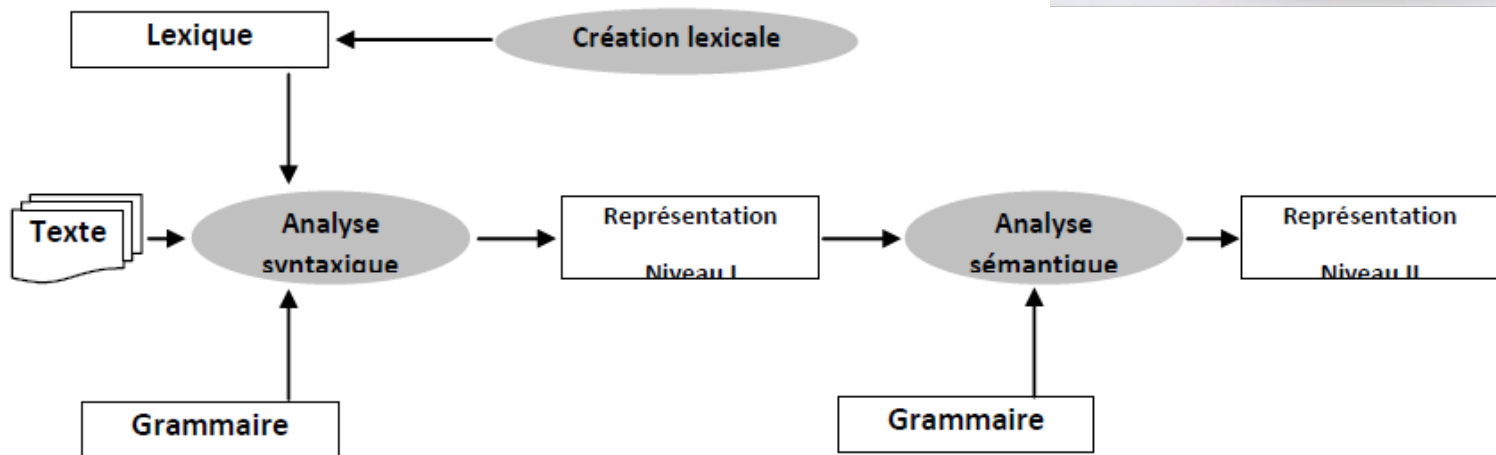 Lexique
Création lexicale
Texte
Analyse
syntaxique
Représentation
Niveau I
Analyse
sémantique
Représentation
Niveau II
Grammaire
Grammaire